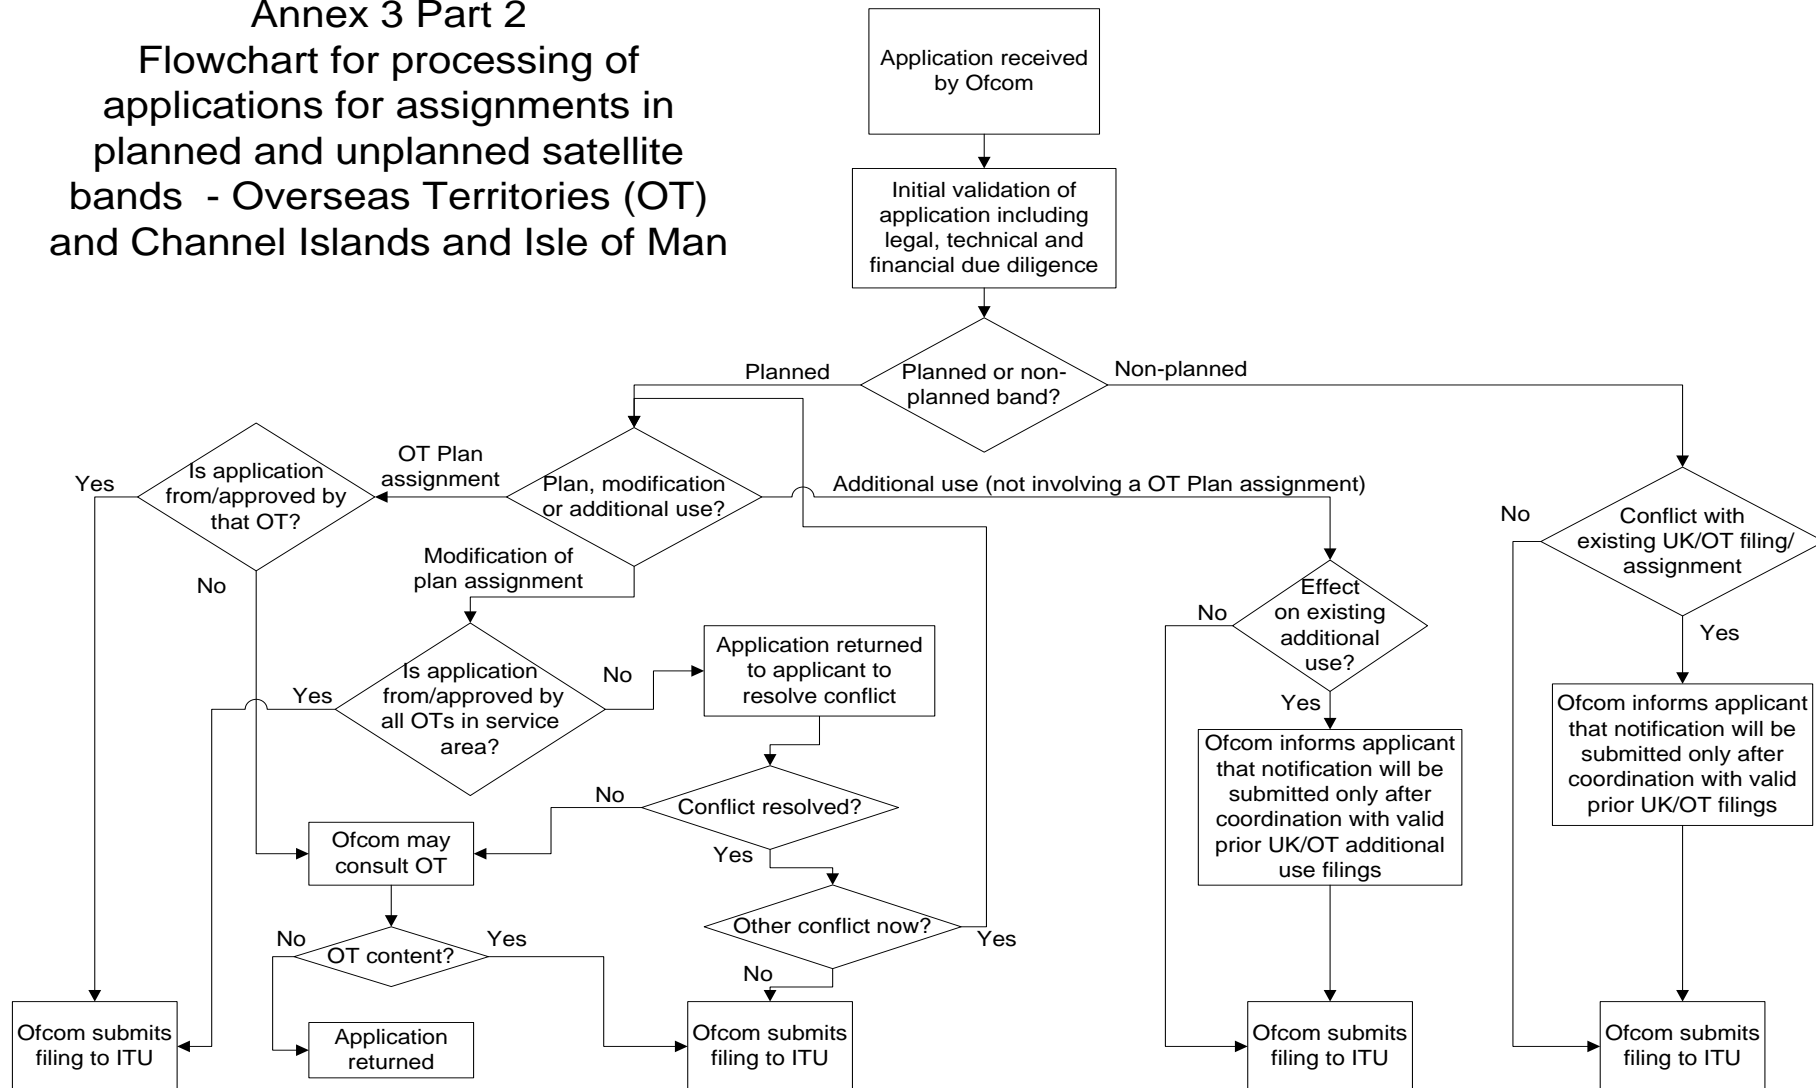 Annex 3 Part 2
Flowchart for processing of
applications for assignments in
planned and unplanned satellite
bands - Overseas Territories (OT)
and Channel Islands and Isle of Man
Application received
by Ofcom
Initial validation of
application including
legal, technical and
financial due diligence
Planned
Planned or non-
planned band?
Non-planned
Yes
Is application
from/approved by
that OT?
OT Plan
assignment
Plan, modification
or additional use?
Additional use (not involving a OT Plan assignment)
No
Conflict with
existing UK/OT filing/
assignment
No
Modification of
plan assignment
No
Effect
on existing
additional
use?
Yes
Yes
Is application
from/approved by
all OTs in service
area?
No
Application returned
to applicant to
resolve conflict
Yes
Ofcom informs applicant
that notification will be
submitted only after
coordination with valid
prior UK/OT additional
use filings
Ofcom informs applicant
that notification will be
submitted only after
coordination with valid
prior UK/OT filings
No
Conflict resolved?
Yes
Ofcom may
consult OT
Other conflict now?
Yes
No
No
OT content?
Yes
Ofcom submits
filing to ITU
Application
returned
Ofcom submits
filing to ITU
Ofcom submits
filing to ITU
Ofcom submits
filing to ITU